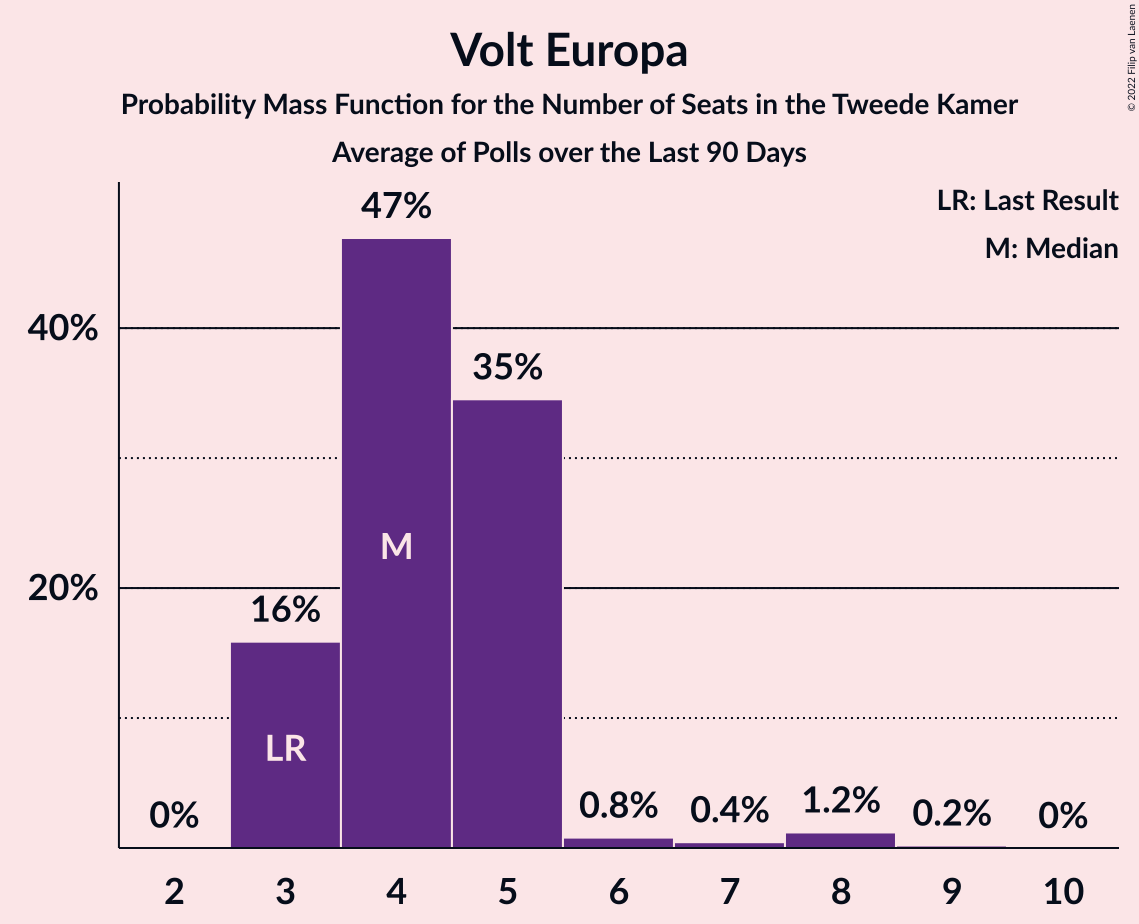 Volt Europa
Probability Mass Function for the Number of Seats in the Tweede Kamer
Average of Polls over the Last 90 Days
© 2022 Filip van Laenen
LR: Last Result
M: Median
47%
40%
35%
M
20%
16%
LR
0%
0.8%
0.4%
1.2%
0.2%
0%
2 3 4 5 6 7 8 9 10